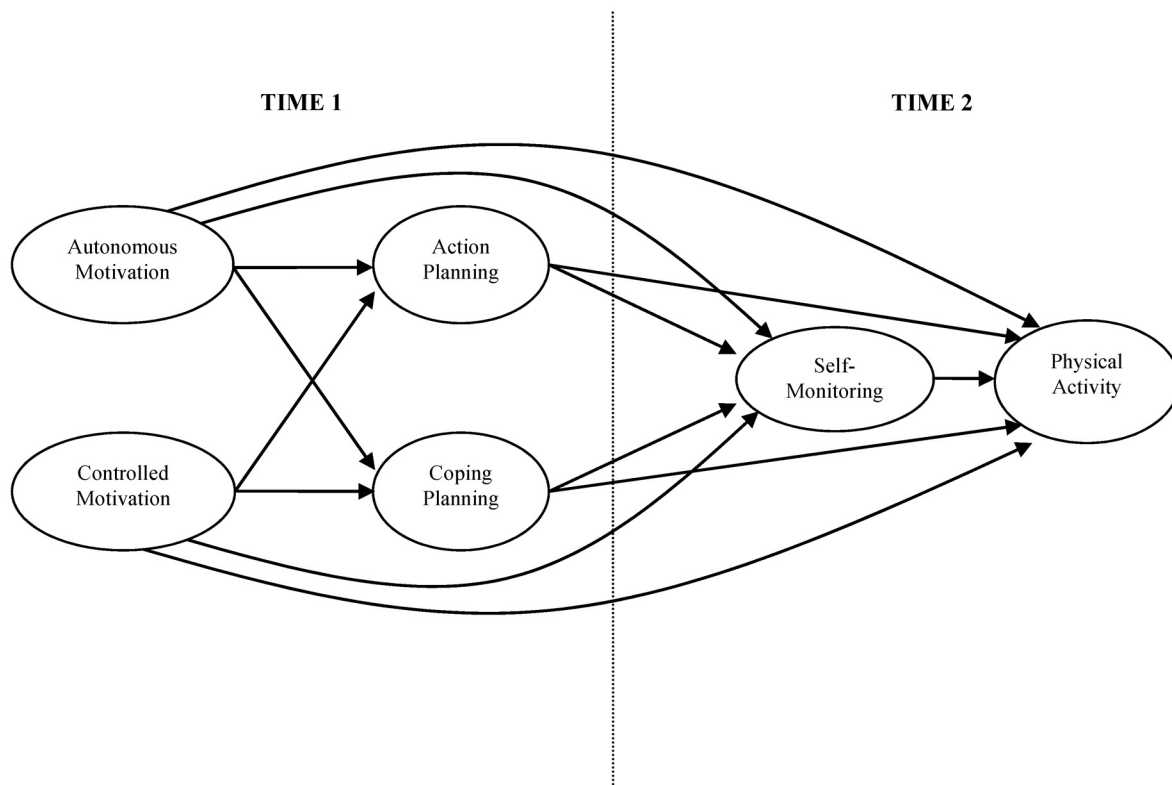 TIME 1
TIME 2
Autonomous
Motivation
Action
Planning
Self-
Monitoring
Physical
Activity
Controlled
Motivation
Coping
Planning